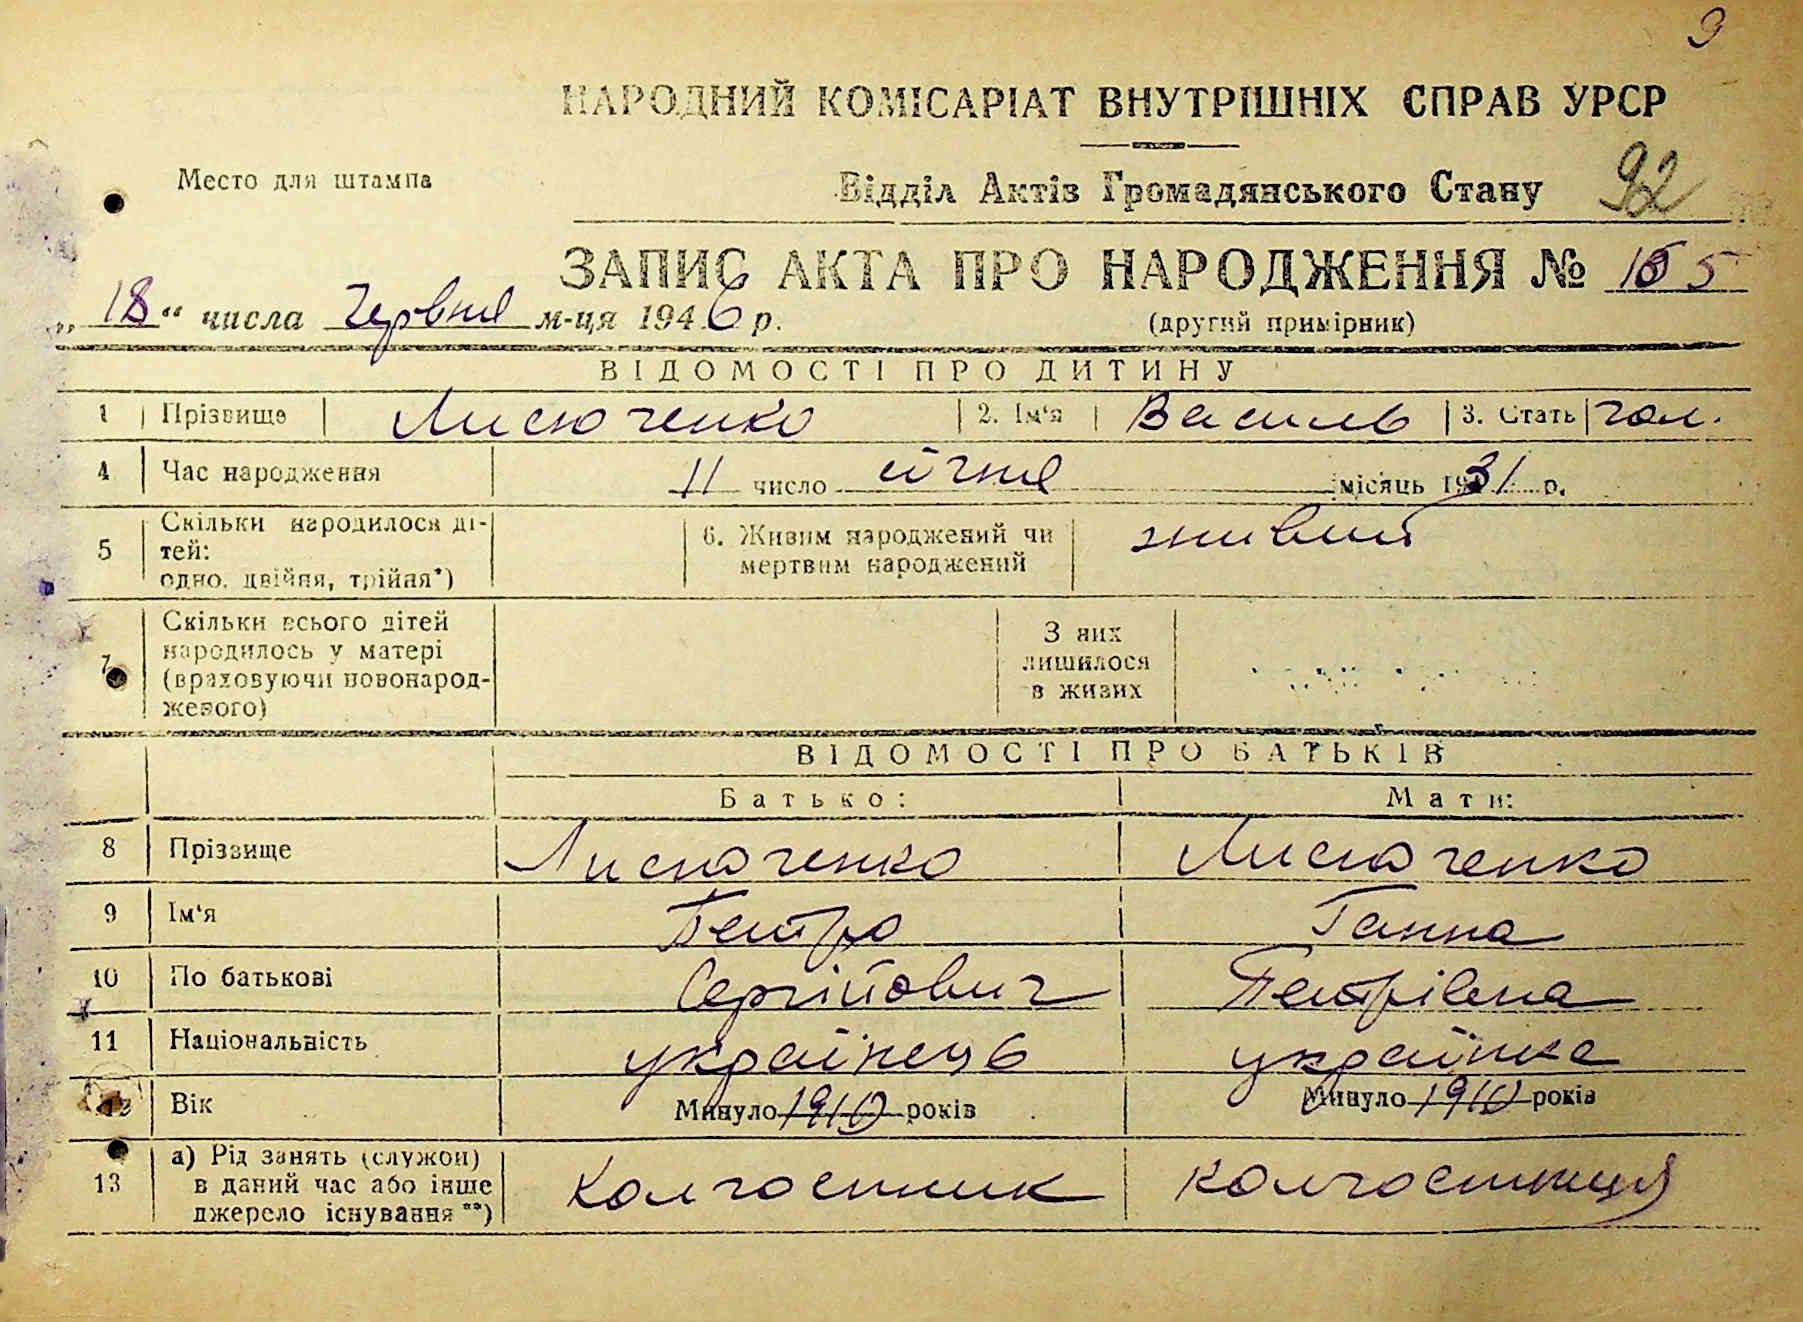 9
НАРОДНИЙ КОМІСАРІАТ ВНУТРІШНІХ СПРАВ УРСР
Место для штампа
Відділ Актів Громадянського Стану 92
ЗАПИС АКТА ПРО НАРОДЖЕННЯ № 165
„18“ числа Червня м-ця 1946 р.
(другий примірник)
ВІДОМОСТІ ПРО ДИТИНУ
1 Прізвище Лисюченко 2. Ім‘я Василь 3. Стать чол.
4 Час народження 11 число січня місяць 1931 р.
5 Скільки народилося ді-
тей:
одно, двійня, трійня*)
6. Живим народжений чи
мертвим народжений
живий
7 Скільки всього дітей
народилось у матері
(враховуючи новонарод-
женого)
З них
лишилося
в живих
ВІДОМОСТІ ПРО БАТЬКІВ
Батько: Мати:
8 Прізвище Лисюченко Лисюченко
9 Ім‘я Петро Ганна
10 По батькові Сергійович Петрівна
11 Національність українець українка
12 Вік Минуло 1910 років Минуло 1910 років
13 а) Рід занять (служби)
в даний час або інше
джерело існування **)
Колгоспник колгоспниця